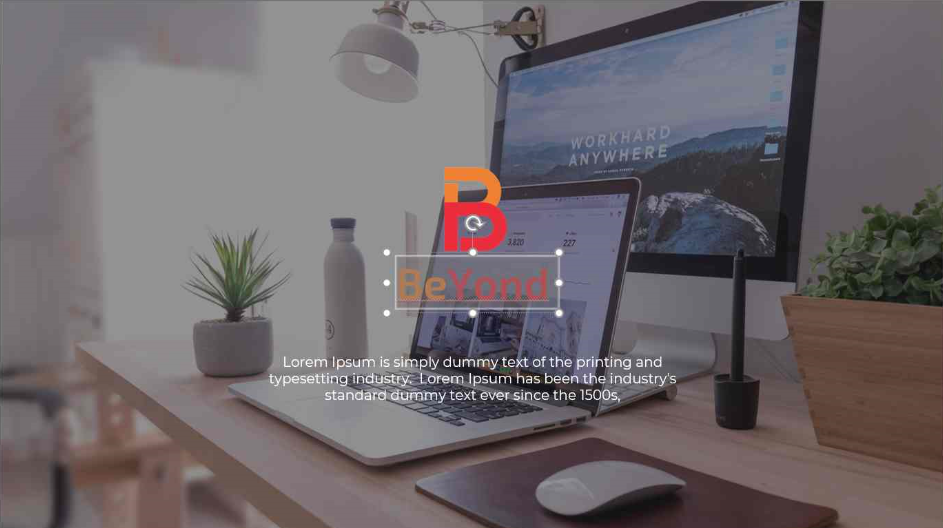 WORKHARD
ANYWHERE
3,820
227
BeYond
Lorem Ipsum is simply dummy text of the printing and
typesetting industry. Lorem Ipsum has been the industry's
standard dummy text ever since the 1500s,